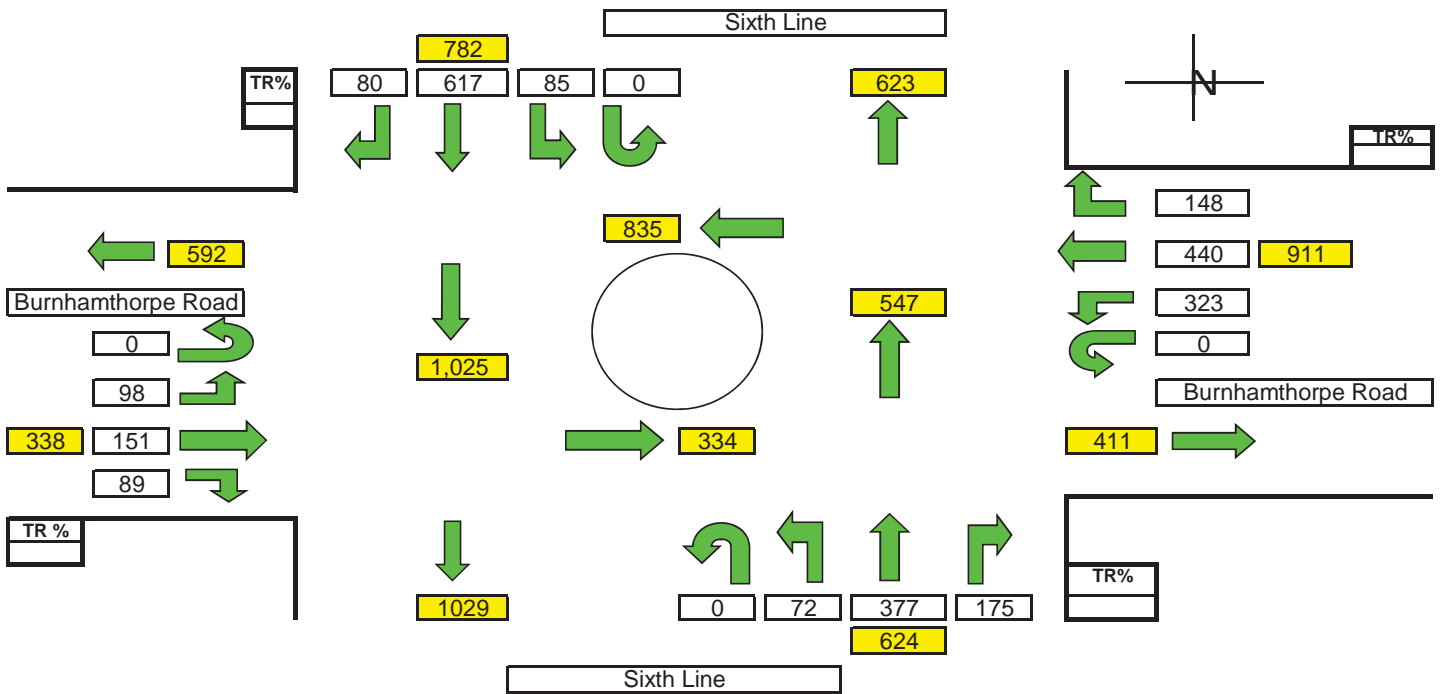 Sixth Line
782
TR%
80 617 85 0
623
N
TR%
148
835
592
440 911
Burnhamthorpe Road
547
323
0
0
1,025
98
Burnhamthorpe Road
338 151
334
411
89
TR %
TR%
1029
0 72 377 175
624
Sixth Line